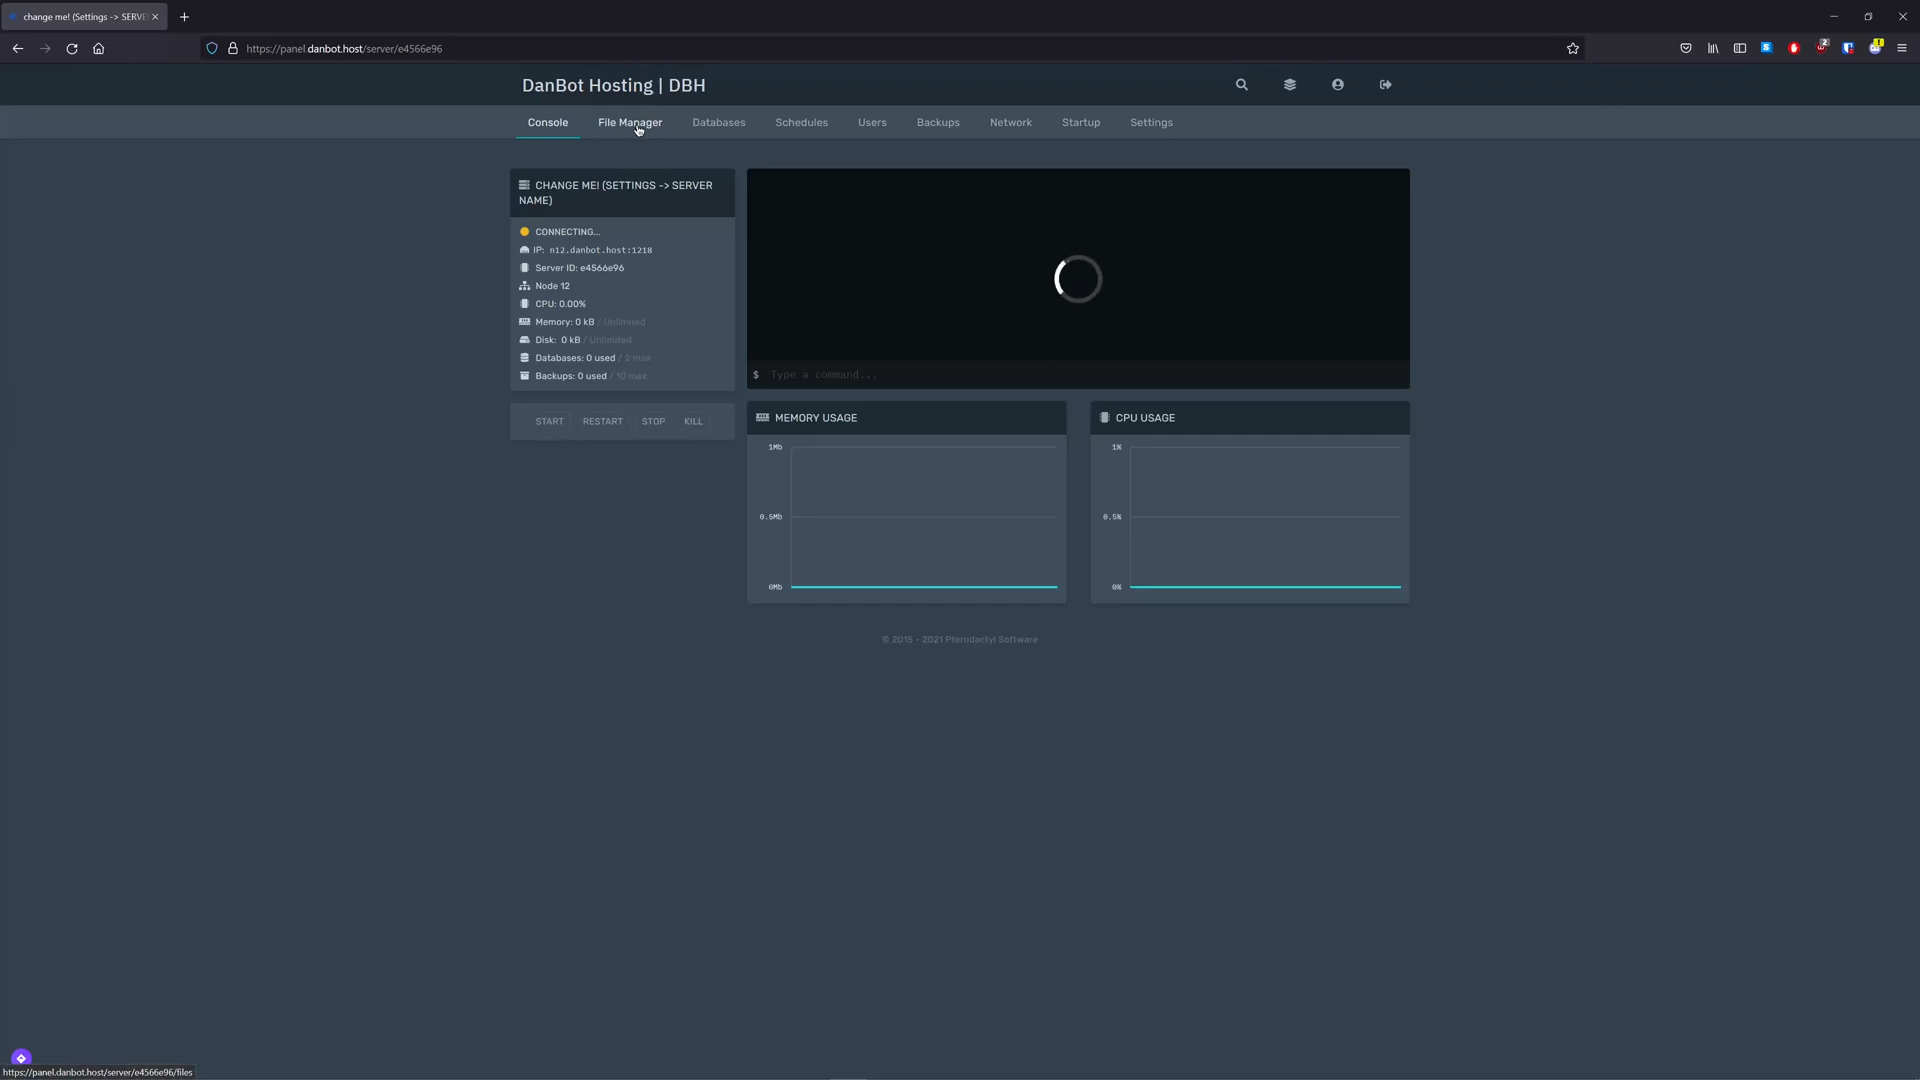 change me! (Settings -> SERVE
https://panel.danbot.host/server/e4566e96
2
DanBot Hosting | DBH
Console
File Manager
Databases
Schedules
Users
Backups
Network
Startup
Settings
CHANGE ME! (SETTINGS -> SERVER
NAME)
CONNECTING...
IP: n12.danbot.host:1218
Server ID: e4566e96
Node 12
CPU: 0.00%
Memory: 0 kB / Unlimited
Disk: 0 kB / Unlimited
Databases: 0 used / 2 max
Backups: 0 used / 10 max
START
RESTART
STOP
KILL
$ Type a command...
MEMORY USAGE
1Mb
0.5Mb
0Mb
CPU USAGE
1%
0.5%
0%
© 2015 - 2021 Pterodactyl Software
https://panel.danbot.host/server/e4566e96/files